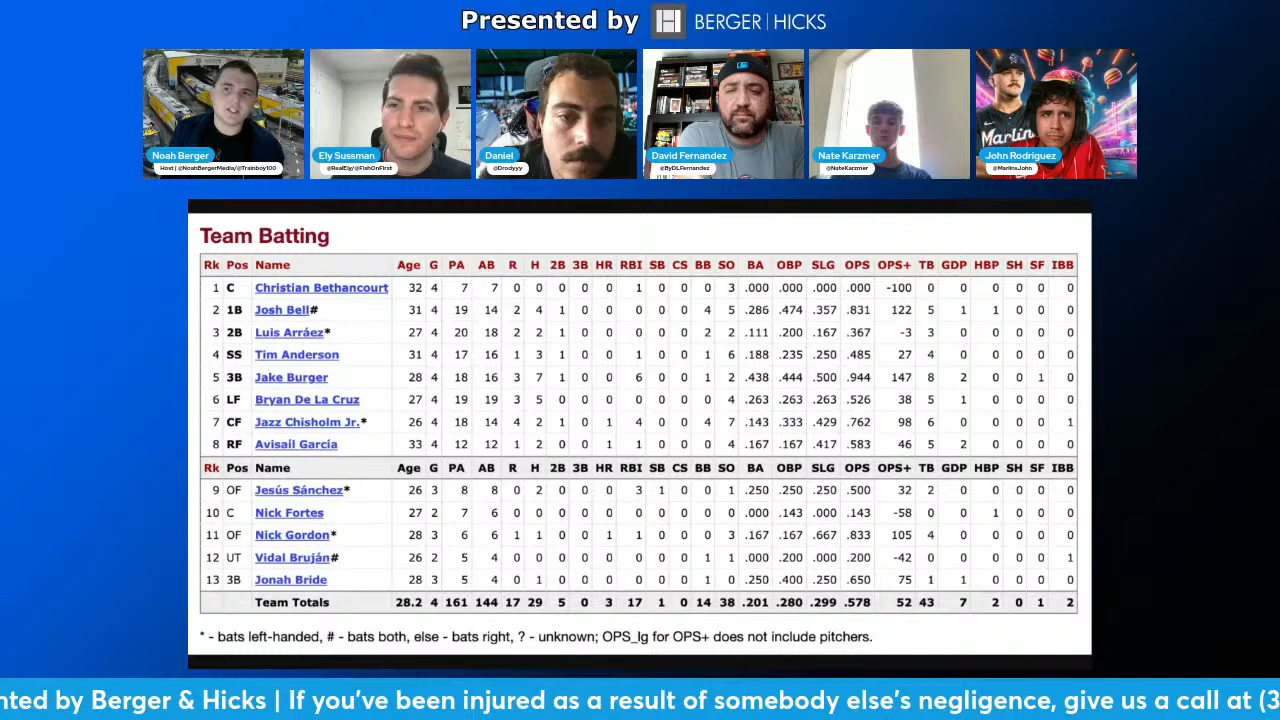 Presented by BERGER | HICKS
Noah Berger
Host | @NoahBergerMedia/@Trainboy100
Ely Sussman
@RealEly/@FishOnFirst
Daniel
@Drodyyy
David Fernandez
@ByDLFernandez
Nate Karzmer
@NateKarzmer
Marlins
John Rodriguez
@MarlinsJohn
Team Batting
Rk Pos Name Age G PA AB R H 2B 3B HR RBI SB CS BB SO BA OBP SLG OPS OPS+ TB GDP HBP SH SF IBB
1 C Christian Bethancourt 32 4 7 7 0 0 0 0 0 1 0 0 0 3 .000 .000 .000 .000 -100 0 0 0 0 0 0
2 1B Josh Bell# 31 4 19 14 2 4 1 0 0 0 0 0 4 5 .286 .474 .357 .831 122 5 1 1 0 0 0
3 2B Luis Arráez* 27 4 20 18 2 2 1 0 0 0 0 0 2 2 .111 .200 .167 .367 -3 3 0 0 0 0 0
4 SS Tim Anderson 31 4 17 16 1 3 1 0 0 1 0 0 1 6 .188 .235 .250 .485 27 4 0 0 0 0 0
5 3B Jake Burger 28 4 18 16 3 7 1 0 0 6 0 0 1 2 .438 .444 .500 .944 147 8 2 0 0 1 0
6 LF Bryan De La Cruz 27 4 19 19 3 5 0 0 0 0 0 0 0 4 .263 .263 .263 .526 38 5 1 0 0 0 0
7 CF Jazz Chisholm Jr.* 26 4 18 14 4 2 1 0 1 4 0 0 4 7 .143 .333 .429 .762 98 6 0 0 0 0 1
8 RF Avisaíl García 33 4 12 12 1 2 0 0 1 1 0 0 0 4 .167 .167 .417 .583 46 5 2 0 0 0 0
Rk Pos Name Age G PA AB R H 2B 3B HR RBI SB CS BB SO BA OBP SLG OPS OPS+ TB GDP HBP SH SF IBB
9 OF Jesús Sánchez* 26 3 8 8 0 2 0 0 0 3 1 0 0 1 .250 .250 .250 .500 32 2 0 0 0 0 0
10 C Nick Fortes 27 2 7 6 0 0 0 0 0 0 0 0 0 0 .000 .143 .000 .143 -58 0 0 1 0 0 0
11 OF Nick Gordon* 28 3 6 6 1 1 0 0 1 1 0 0 0 3 .167 .167 .667 .833 105 4 0 0 0 0 0
12 UT Vidal Bruján# 26 2 5 4 0 0 0 0 0 0 0 0 1 1 .000 .200 .000 .200 -42 0 0 0 0 0 1
13 3B Jonah Bride 28 3 5 4 0 1 0 0 0 0 0 0 1 0 .250 .400 .250 .650 75 1 1 0 0 0 0
Team Totals 28.2 4 161 144 17 29 5 0 3 17 1 0 14 38 .201 .280 .299 .578 52 43 7 2 0 1 2
* - bats left-handed, # - bats both, else - bats right, ? - unknown; OPS_lg for OPS+ does not include pitchers.
nted by Berger & Hicks | If you've been injured as a result of somebody else's negligence, give us a call at (3